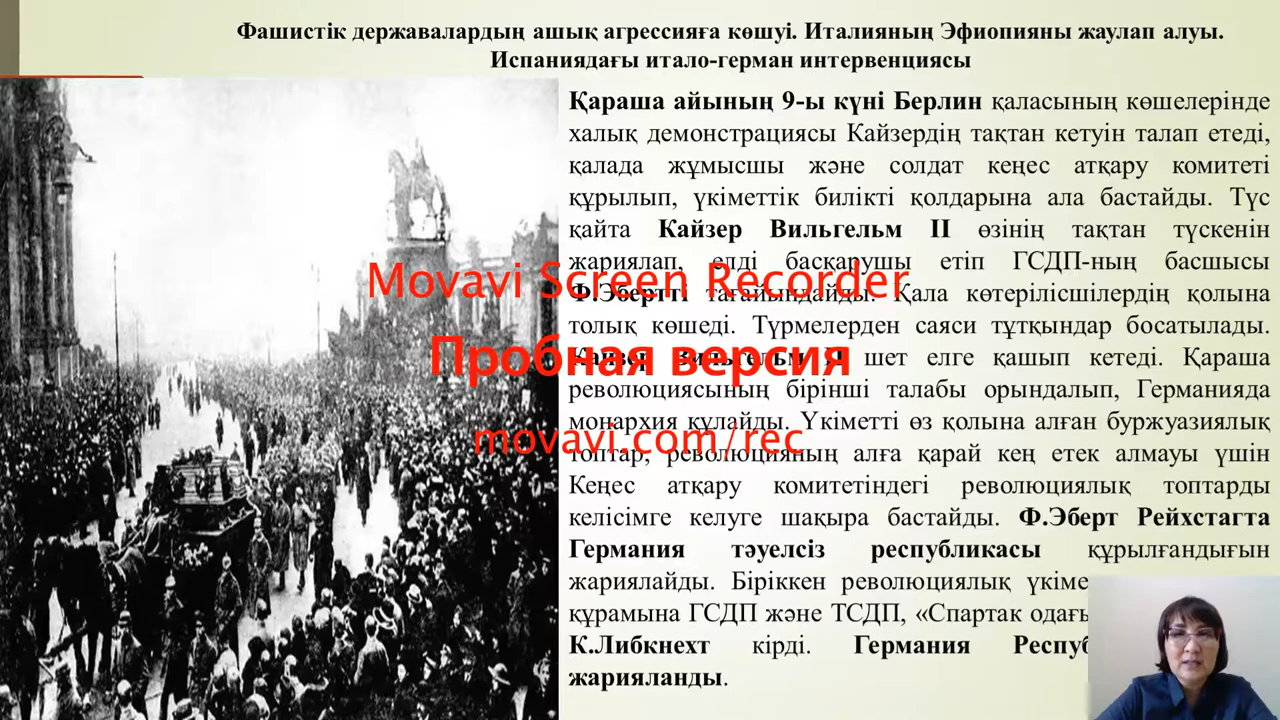 Фашистік державалардың ашық агрессияға көшуі. Италияның Эфиопияны жаулап алуы.
Испаниядағы итало-герман интервенциясы
Қараша айының 9-ы күні Берлин қаласының көшелерінде
халық демонстрациясы Кайзердің тақтан кетуін талап етеді,
қалада жұмысшы және солдат кеңес атқару комитеті
құрылып, үкіметтік билікті қолдарына ала бастайды. Түс
қайта Кайзер Вильгельм II өзінің тақтан түскенін
жариялап, елді басқарушы етіп ГСДП-ның басшысы
Movavi Screen Recorder
Ф.Эбертті тағайындайды. Қала көтерілісшілердің қолына
толық көшеді. Түрмелерден саяси тұтқындар босатылады.
Пробная версия
Кайзер Вильгельм II шет елге қашып кетеді. Қараша
революциясының бірінші талабы орындалып, Германияда
монархия құлайды. Үкіметті өз қолына алған буржуазиялық
movavi.com/rec
топтар, революцияның алға қарай кең етек алмауы үшін
Кеңес атқару комитетіндегі революциялық топтарды
келісімге келуге шақыра бастайды. Ф.Эберт Рейхстагта
Германия тәуелсіз республикасы құрылғандығын
жариялайды. Біріккен революциялық
құрамына ГСДП және ТСДП, «Спартак
К.Либкнехт кірді. Германия
жарияланды.